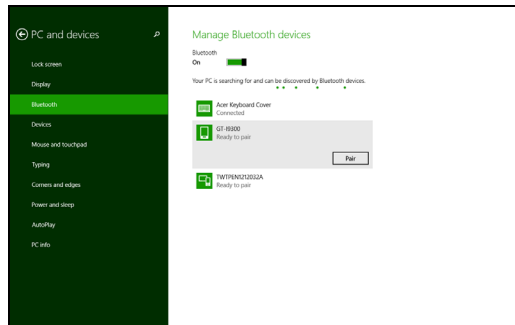 PC and devices
Lock screen
Display
Bluetooth
Devices
Mouse and touchpad
Typing
Corners and edges
Power and sleep
AutoPlay
PC info
Manage Bluetooth devices
Bluetooth
On
Your PC is searching for and can be discovered by Bluetooth devices.
Acer Keyboard Cover
Connected
GT-I9300
Ready to pair
Pair
TWTPEN1212032A
Ready to pair